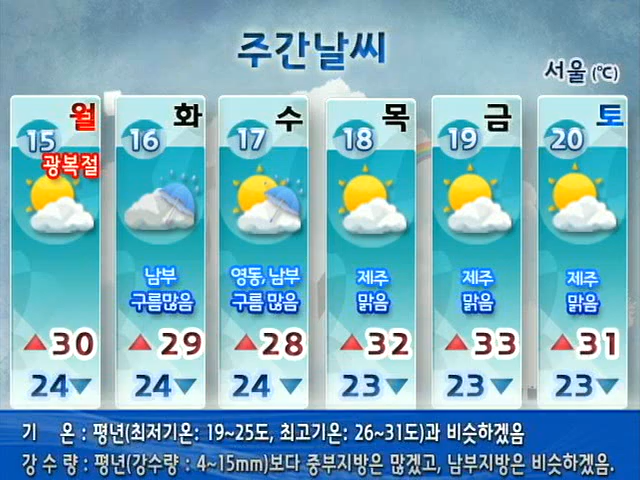 주간날씨
서울 (℃)
월
15
광복절
30
24
화
16
남부
구름많음
29
24
수
17
영동, 남부
구름 많음
28
24
목
18
제주
맑음
32
23
금
19
제주
맑음
33
23
토
20
제주
맑음
31
23
기 온 : 평년(최저기온: 19~25도, 최고기온: 26~31도)과 비슷하겠음
강 수 량 : 평년(강수량 : 4~15mm)보다 중부지방은 많겠고, 남부지방은 비슷하겠음.